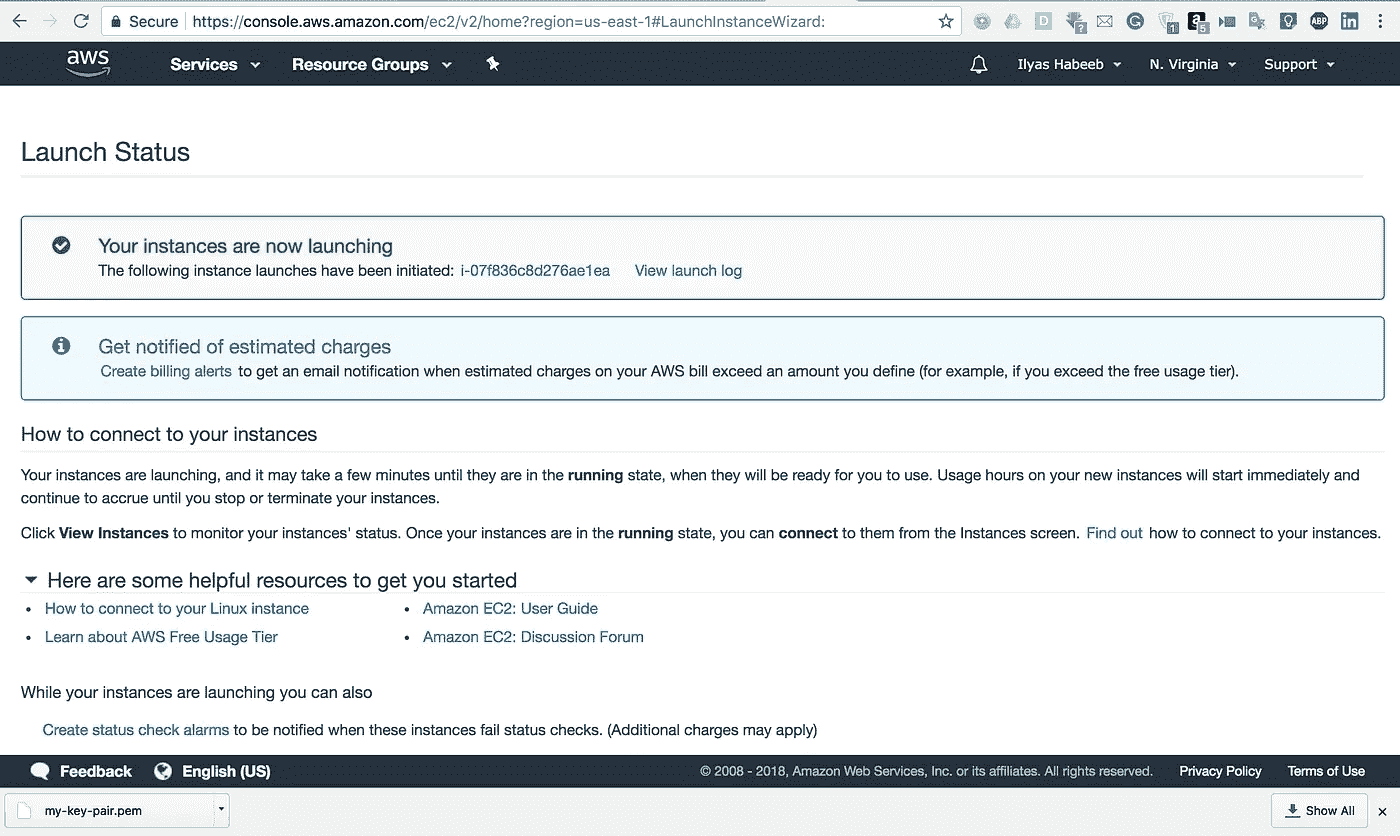 Secure https://console.aws.amazon.com/ec2/v2/home?region=us-east-1#LaunchInstanceWizard:
aws Services Resource Groups Ilyas Habeeb N. Virginia Support
Launch Status
Your instances are now launching
The following instance launches have been initiated: i-07f836c8d276ae1ea View launch log
Get notified of estimated charges
Create billing alerts to get an email notification when estimated charges on your AWS bill exceed an amount you define (for example, if you exceed the free usage tier).
How to connect to your instances
Your instances are launching, and it may take a few minutes until they are in the running state, when they will be ready for you to use. Usage hours on your new instances will start immediately and
continue to accrue until you stop or terminate your instances.
Click View Instances to monitor your instances' status. Once your instances are in the running state, you can connect to them from the Instances screen. Find out how to connect to your instances.
Here are some helpful resources to get you started
• How to connect to your Linux instance • Amazon EC2: User Guide
• Learn about AWS Free Usage Tier • Amazon EC2: Discussion Forum
While your instances are launching you can also
Create status check alarms to be notified when these instances fail status checks. (Additional charges may apply)
Feedback English (US) © 2008 - 2018, Amazon Web Services, Inc. or its affiliates. All rights reserved. Privacy Policy Terms of Use
my-key-pair.pem Show All